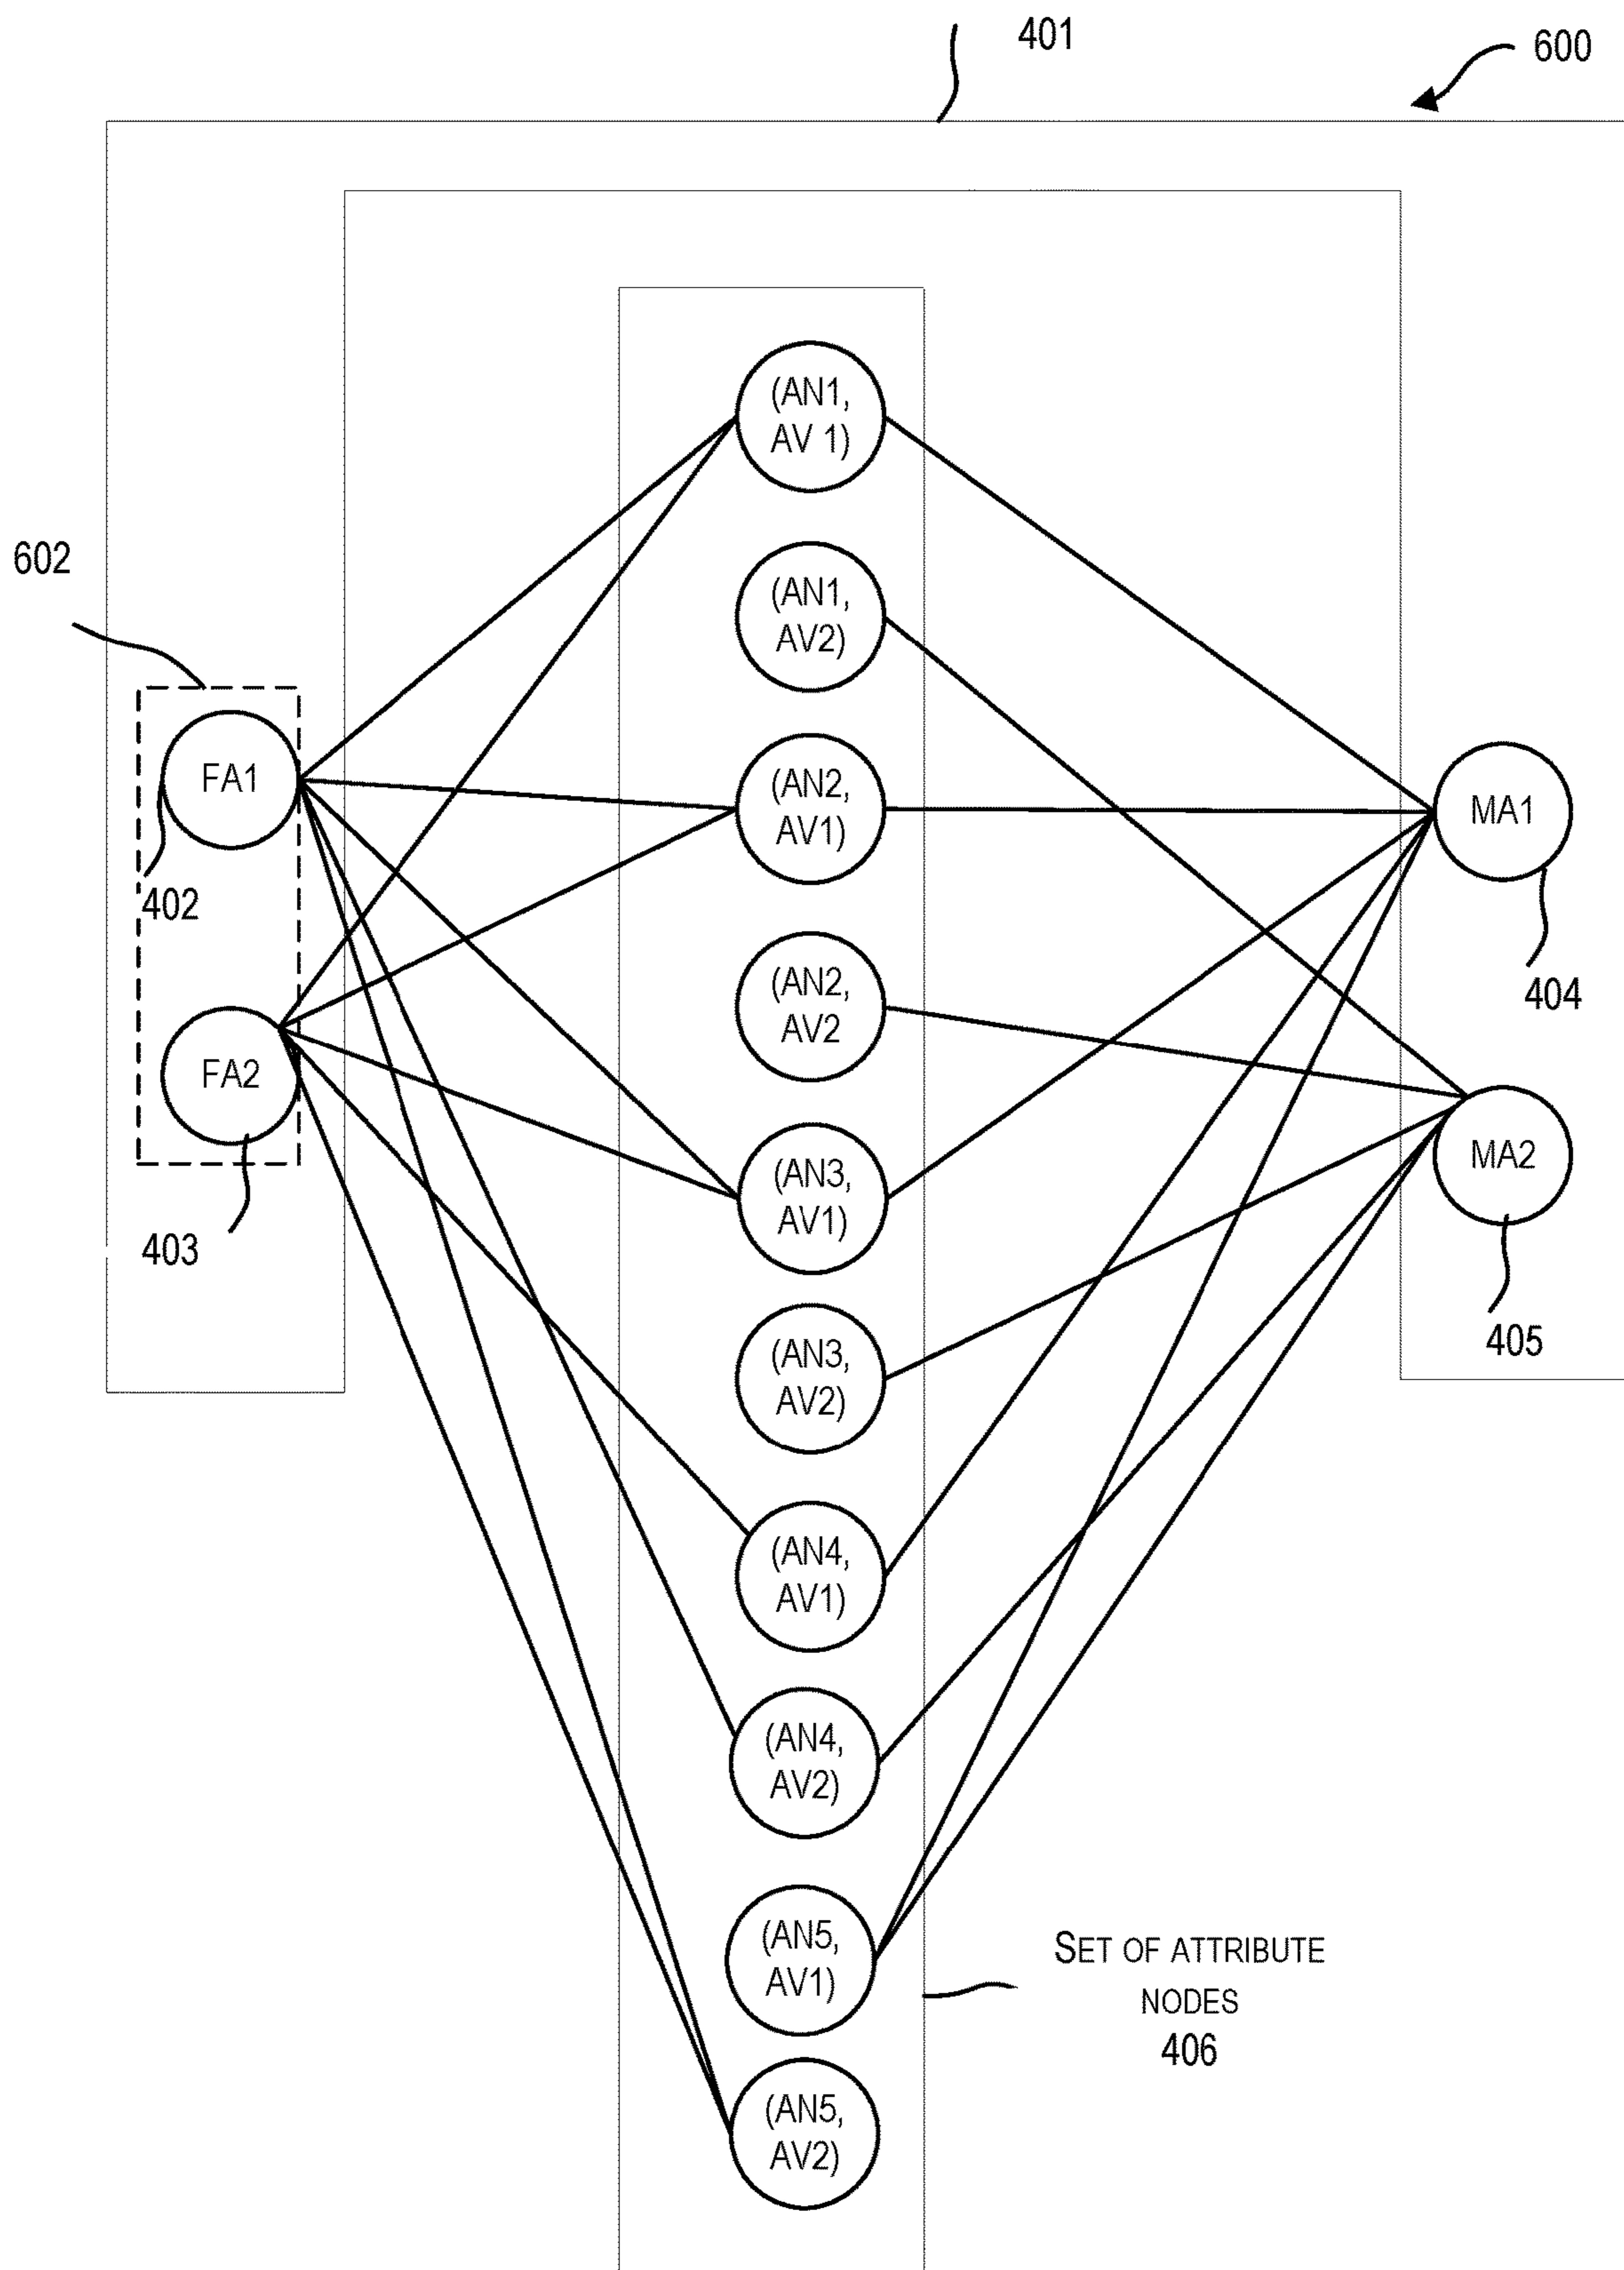 401
600
(AN1,
AV 1)
602
(AN1,
AV2)
FA1
(AN2,
AV1)
MA1
402
(AN2,
AV2
404
FA2
(AN3,
AV1)
MA2
403
(AN3,
AV2)
405
(AN4,
AV1)
(AN4,
AV2)
(AN5,
AV1)
SET OF ATTRIBUTE
NODES
406
(AN5,
AV2)